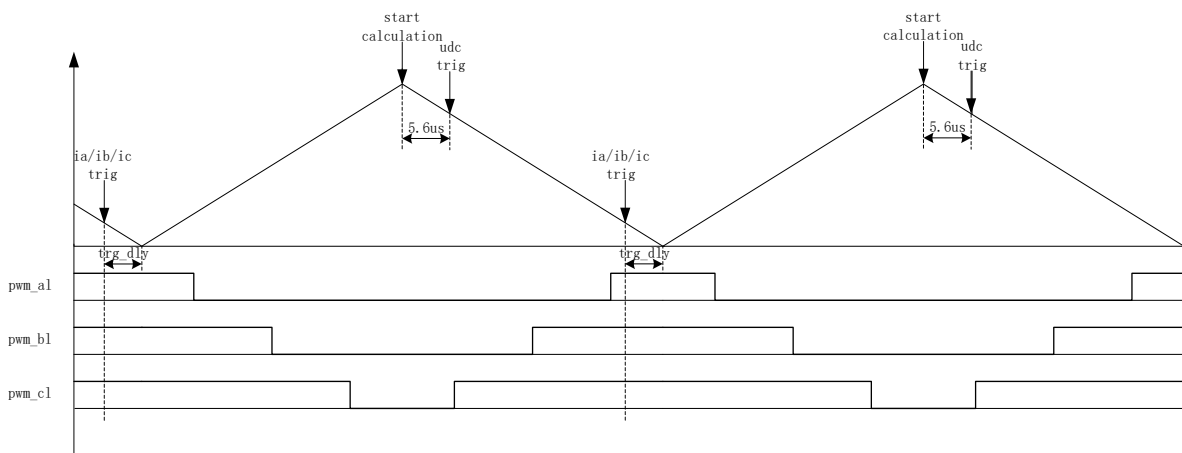 start
calculation
udc
trig
start
calculation
udc
trig
5.6us
5.6us
ia/ib/ic
trig
ia/ib/ic
trig
trg_dly
trg_dly
pwm_al
pwm_bl
pwm_cl